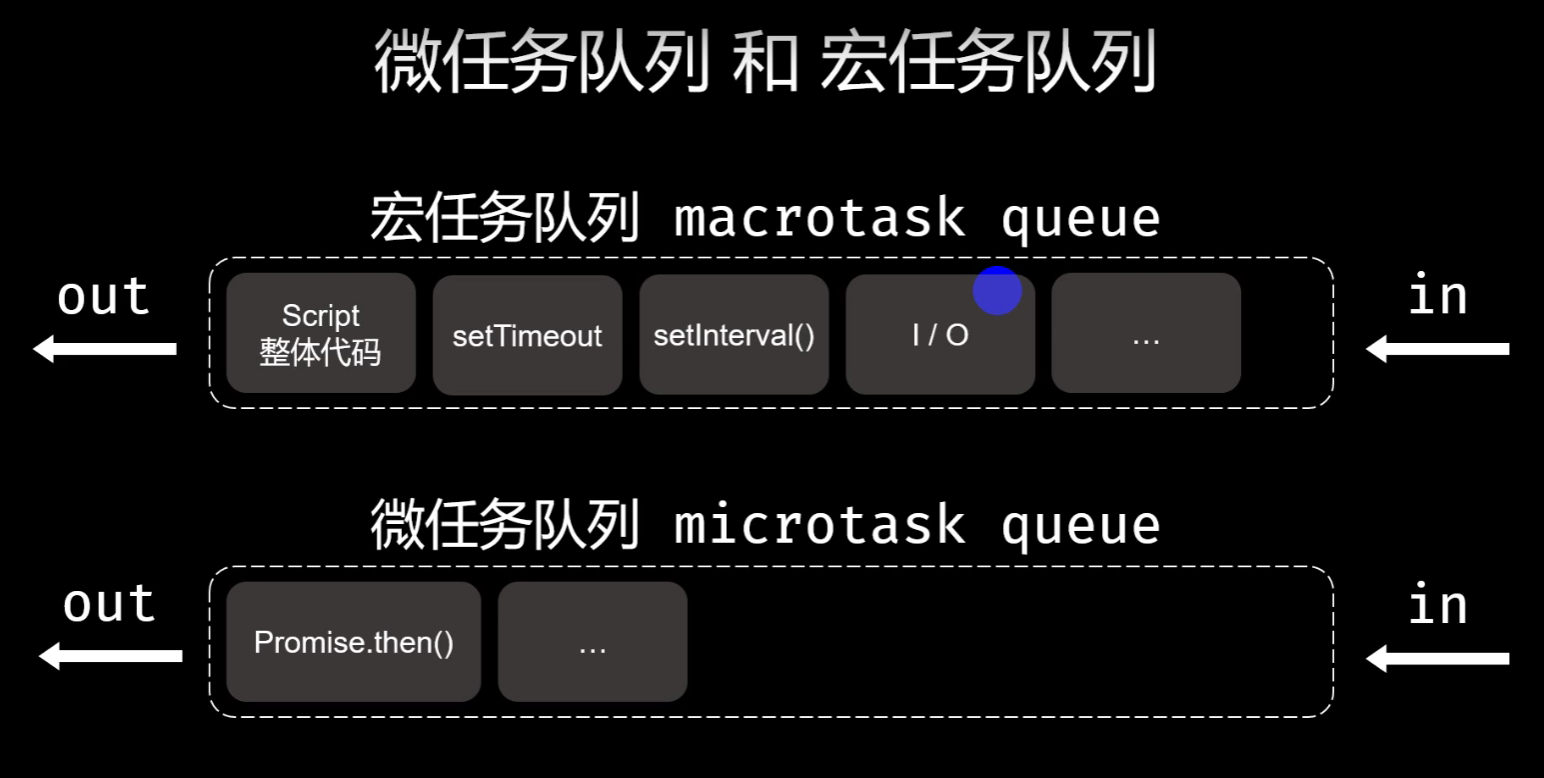 微任务队列 和 宏任务队列
宏任务队列 macrotask queue
out
in
Script
整体代码
setTimeout
setInterval()
I / O
...
微任务队列 microtask queue
out
in
Promise.then()
...